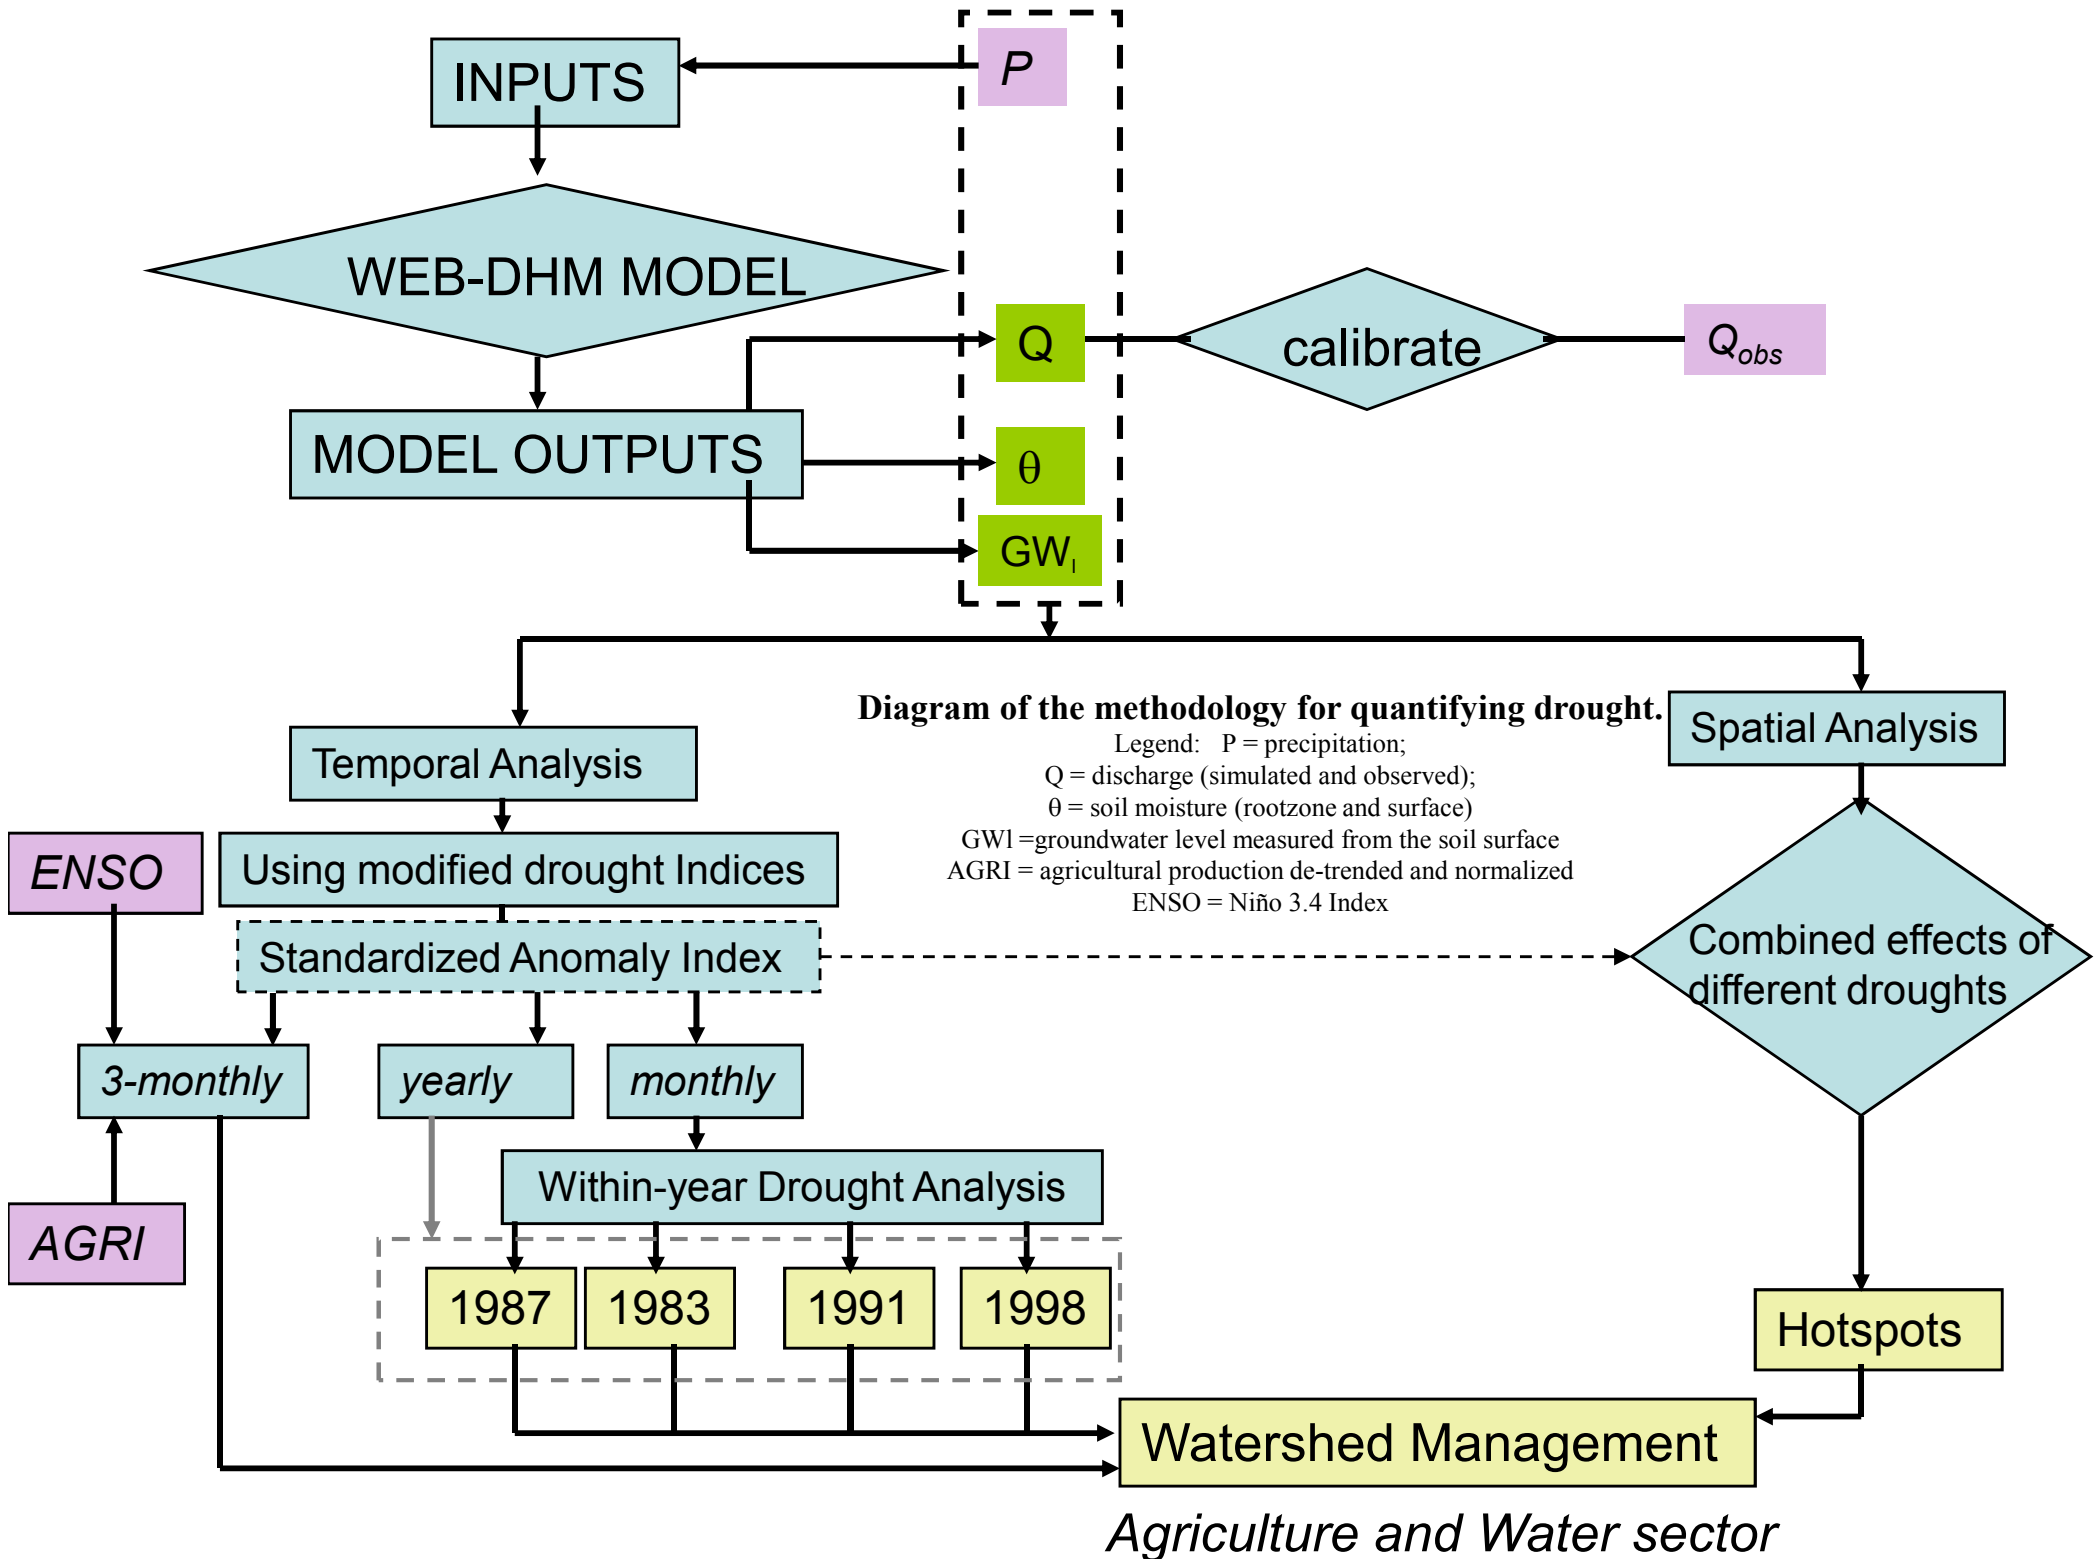 INPUTS
P
WEB-DHM MODEL
Q
calibrate
Qobs
MODEL OUTPUTS
θ
GWl
Diagram of the methodology for quantifying drought.
Legend: P = precipitation;
Q = discharge (simulated and observed);
θ = soil moisture (rootzone and surface)
GWl =groundwater level measured from the soil surface
AGRI = agricultural production de-trended and normalized
ENSO = Niño 3.4 Index
Spatial Analysis
Temporal Analysis
ENSO
Using modified drought Indices
Standardized Anomaly Index
Combined effects of
different droughts
3-monthly
yearly
monthly
Within-year Drought Analysis
AGRI
1987
1983
1991
1998
Hotspots
Watershed Management
Agriculture and Water sector